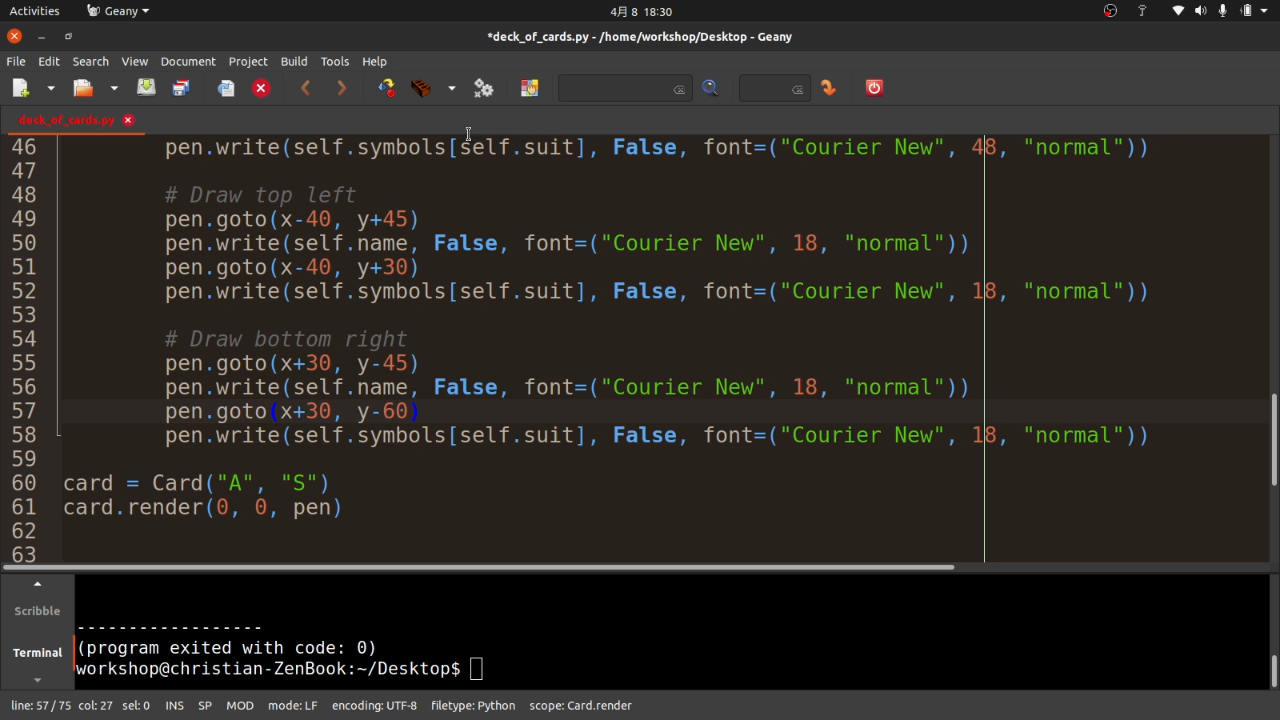 Activities Geany 4月 8 18:30
*deck_of_cards.py - /home/workshop/Desktop - Geany
File Edit Search View Document Project Build Tools Help
deck_of_cards.py
46 pen.write(self.symbols[self.suit], False, font=("Courier New", 48, "normal"))
47
48 # Draw top left
49 pen.goto(x-40, y+45)
50 pen.write(self.name, False, font=("Courier New", 18, "normal"))
51 pen.goto(x-40, y+30)
52 pen.write(self.symbols[self.suit], False, font=("Courier New", 18, "normal"))
53
54 # Draw bottom right
55 pen.goto(x+30, y-45)
56 pen.write(self.name, False, font=("Courier New", 18, "normal"))
57 pen.goto(x+30, y-60)
58 pen.write(self.symbols[self.suit], False, font=("Courier New", 18, "normal"))
59
60 card = Card("A", "S")
61 card.render(0, 0, pen)
62
63
Scribble
Terminal
------------------
(program exited with code: 0)
workshop@christian-ZenBook:~/Desktop$
line: 57 / 75 col: 27 sel: 0 INS SP MOD mode: LF encoding: UTF-8 filetype: Python scope: Card.render